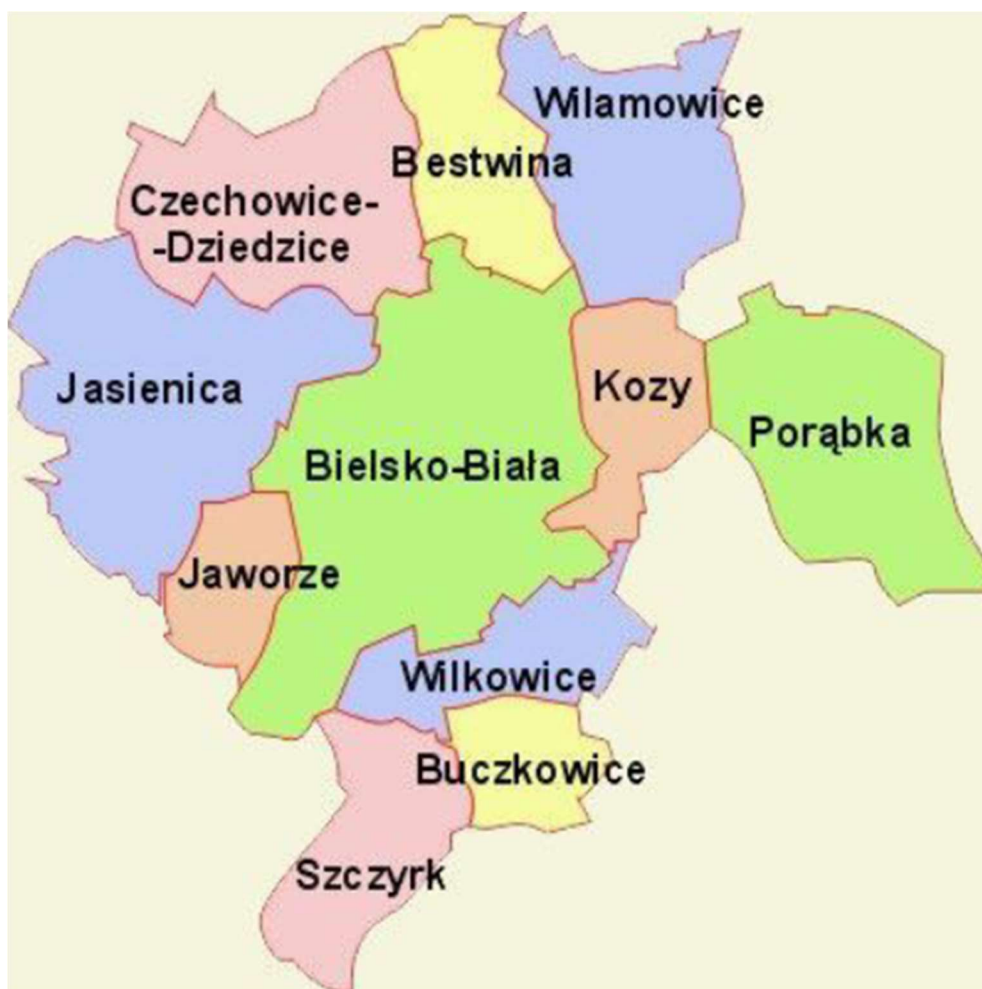 Wilamowice
Bestwina
Czechowice-
-Dziedzice
Jasienica
Kozy
Porąbka
Bielsko-Biała
Jaworze
Wilkowice
Buczkowice
Szczyrk